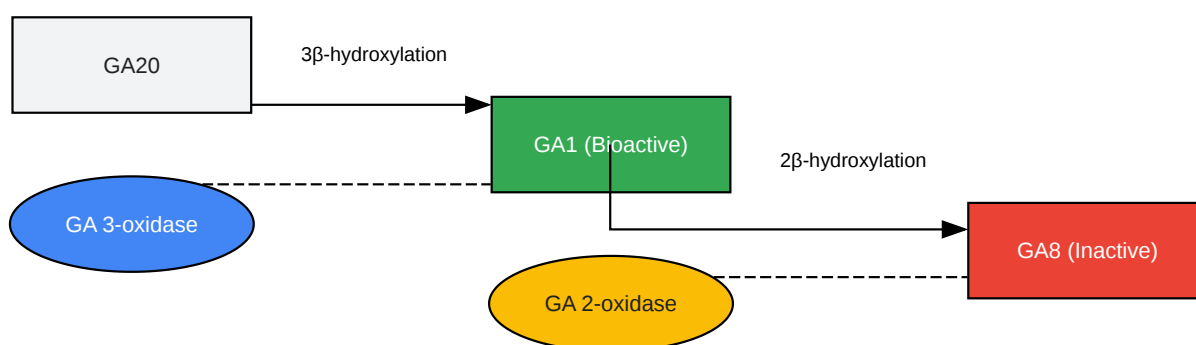 GA20
3β-hydroxylation
GA1 (Bioactive)
2β-hydroxylation
GA 3-oxidase
GA8 (Inactive)
GA 2-oxidase